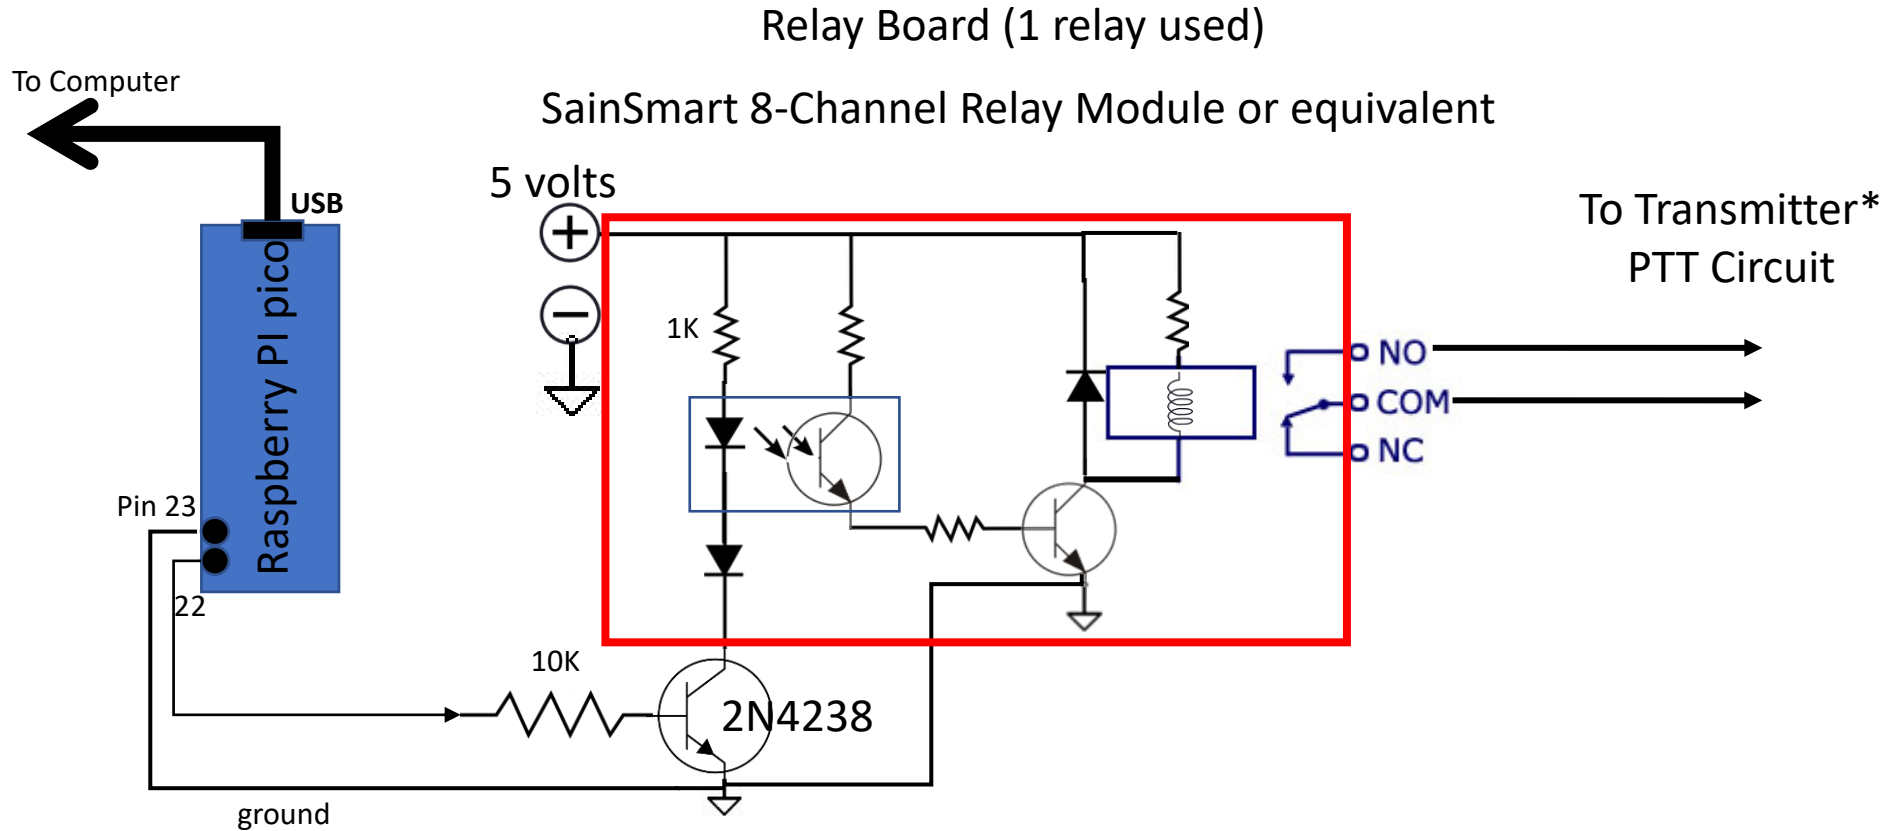 Relay Board (1 relay used)
To Computer
SainSmart 8-Channel Relay Module or equivalent
5 volts
USB
To Transmitter*
PTT Circuit
Raspberry PI pico
1K
NO
COM
NC
Pin 23
22
10K
2N4238
ground